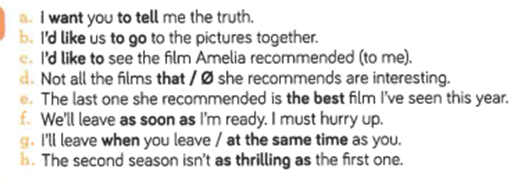 a. I want you to tell me the truth.
b. I'd like us to go to the pictures together.
c. I'd like to see the film Amelia recommended (to me).
d. Not all the films that / Ø she recommends are interesting.
e. The last one she recommended is the best film I've seen this year.
f. We'll leave as soon as I'm ready. I must hurry up.
g. I'll leave when you leave / at the same time as you.
h. The second season isn't as thrilling as the first one.